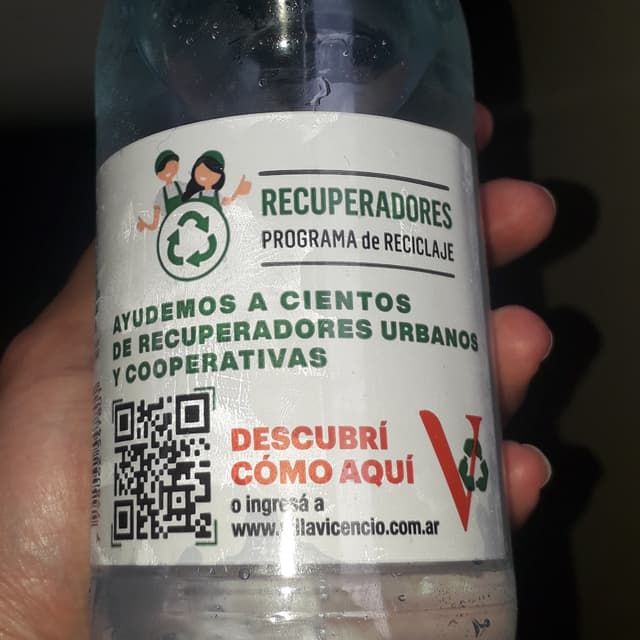 RECUPERADORES
PROGRAMA de RECICLAJE
AYUDEMOS A CIENTOS
DE RECUPERADORES URBANOS
Y COOPERATIVAS
DESCUBRÍ
CÓMO AQUÍ
o ingresá a
www.villavicencio.com.ar
V